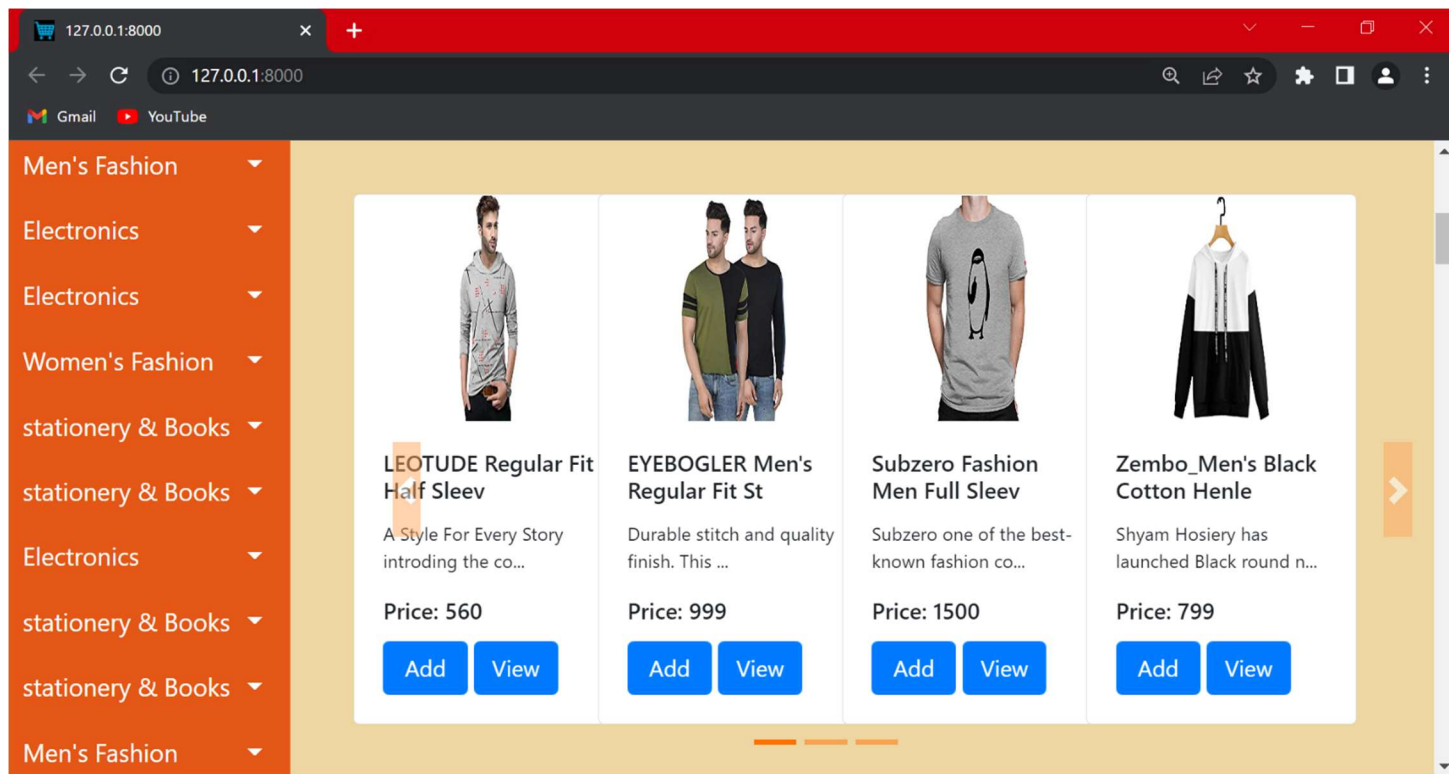 127.0.0.1:8000
127.0.0.1:8000
Gmail YouTube
Men's Fashion
Electronics
Electronics
Women's Fashion
stationery & Books
stationery & Books
Electronics
stationery & Books
stationery & Books
Men's Fashion
LEOTUDE Regular Fit
Half Sleev
A Style For Every Story
introding the co...
Price: 560
Add View
EYEBOGLER Men's
Regular Fit St
Durable stitch and quality
finish. This ...
Price: 999
Add View
Subzero Fashion
Men Full Sleev
Subzero one of the best-
known fashion co...
Price: 1500
Add View
Zembo_Men's Black
Cotton Henle
Shyam Hosiery has
launched Black round n...
Price: 799
Add View